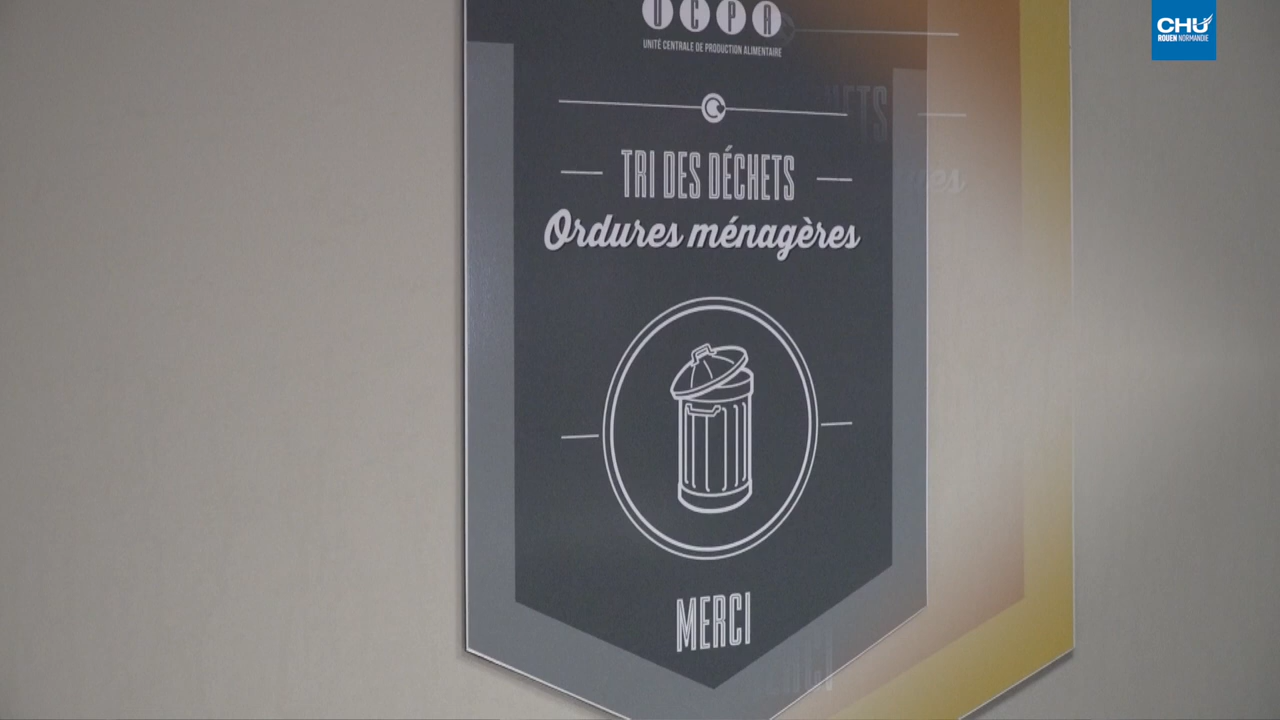 UCPA
UNITÉ CENTRALE DE PRODUCTION ALIMENTAIRE
TRI DES DÉCHETS
Ordures ménagères
MERCI
CHU
ROUEN NORMANDIE